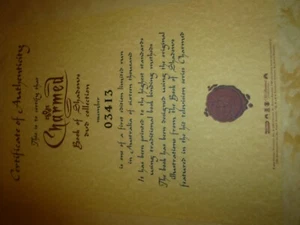 Certificate of Authenticity
This is to certify that
the
Charmed
Book of Shadows
DVD collection
number
03413
is one of a first edition limited run
in Australia of sixteen thousand
It has been printed to the highest standards
using traditional book binding methods
The book has been designed using the original
illustrations from The Book of Shadows
featured in the hit television series Charmed